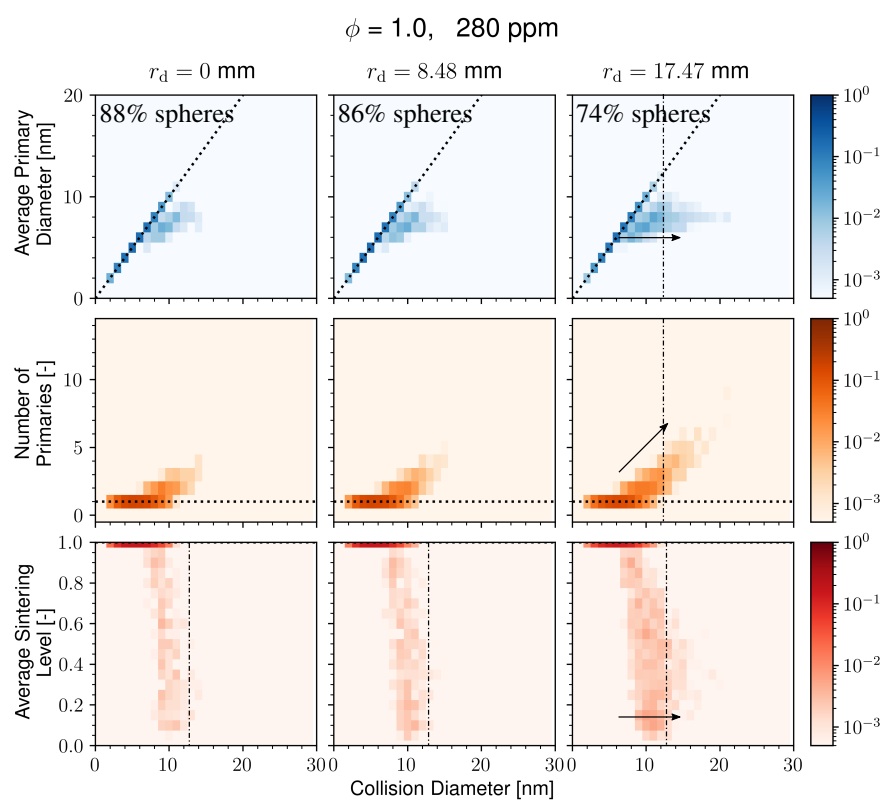 ϕ = 1.0, 280 ppm
r_d = 0 mm
r_d = 8.48 mm
r_d = 17.47 mm
Average Primary
Diameter [nm]
20
10
0
88% spheres
86% spheres
74% spheres
10^0
10^-1
10^-2
10^-3
Number of
Primaries [-]
10
5
0
10^0
10^-1
10^-2
10^-3
Average Sintering
Level [-]
1.0
0.8
0.6
0.4
0.2
0.0
10^0
10^-1
10^-2
10^-3
0 10 20 30 0 10 20 30 0 10 20 30
Collision Diameter [nm]